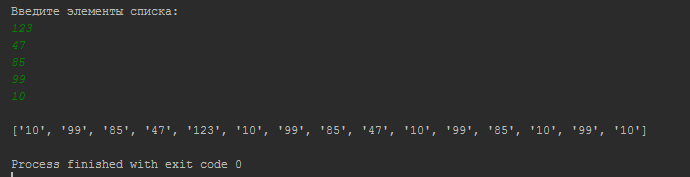 Введите элементы списка:
123
47
85
99
10
['10', '99', '85', '47', '123', '10', '99', '85', '47', '10', '99', '85', '10', '99', '10']
Process finished with exit code 0